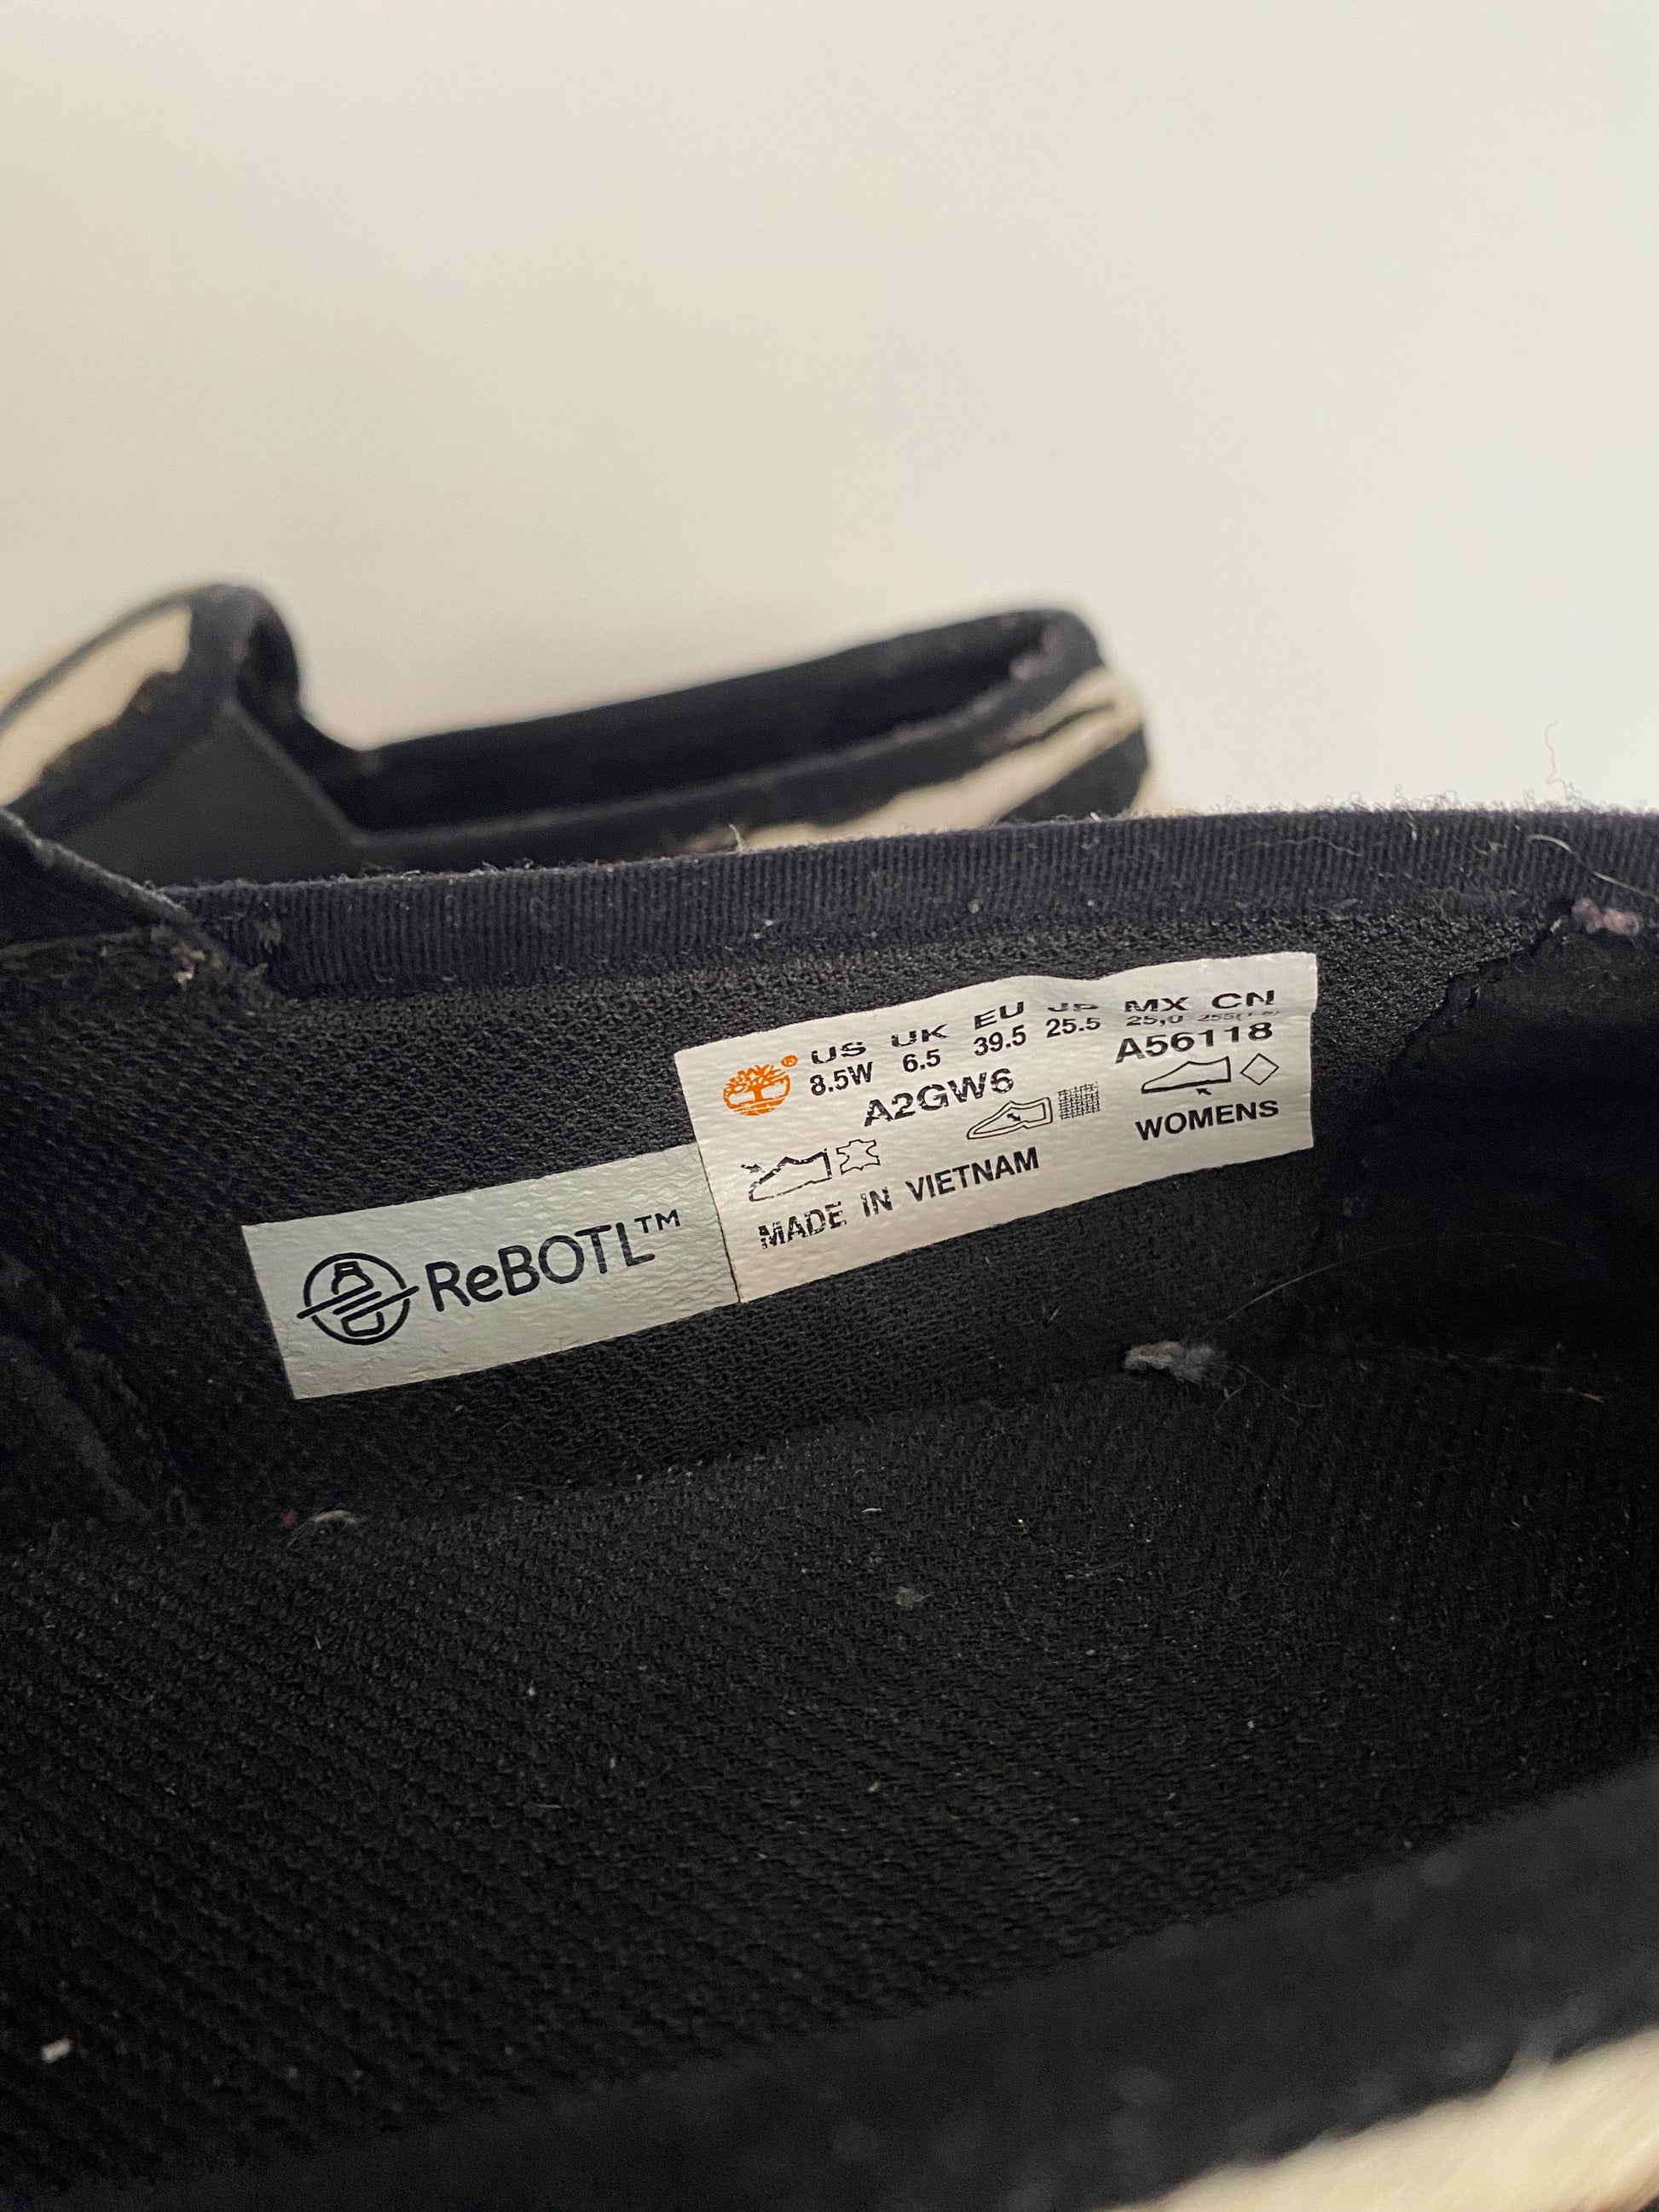 US UK EU JP MX CN
8.5W 6.5 39.5 25.5 25,0
A2GW6 A56118
WOMENS
MADE IN VIETNAM
ReBOTL™